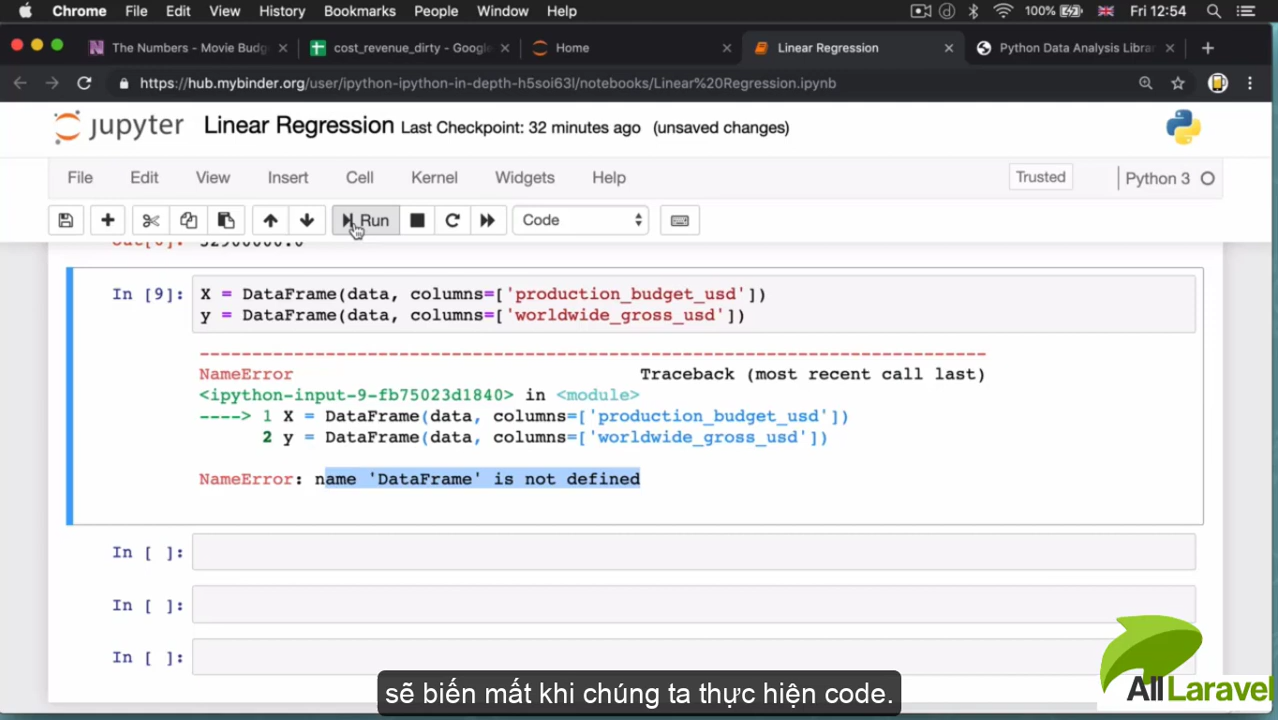 Chrome File Edit View History Bookmarks People Window Help 100% Fri 12:54
The Numbers - Movie Budg
cost_revenue_dirty - Google
Home
Linear Regression
Python Data Analysis Librar
https://hub.mybinder.org/user/ipython-ipython-in-depth-h5soi63l/notebooks/Linear%20Regression.ipynb
jupyter Linear Regression Last Checkpoint: 32 minutes ago (unsaved changes)
File Edit View Insert Cell Kernel Widgets Help Trusted Python 3
Run Code
In [9]: X = DataFrame(data, columns=['production_budget_usd'])
y = DataFrame(data, columns=['worldwide_gross_usd'])
---------------------------------------------------------------------------
NameError Traceback (most recent call last)
<ipython-input-9-fb75023d1840> in <module>
----> 1 X = DataFrame(data, columns=['production_budget_usd'])
2 y = DataFrame(data, columns=['worldwide_gross_usd'])
NameError: name 'DataFrame' is not defined
In [ ]:
In [ ]:
In [ ]:
sẽ biến mất khi chúng ta thực hiện code.
AllLaravel